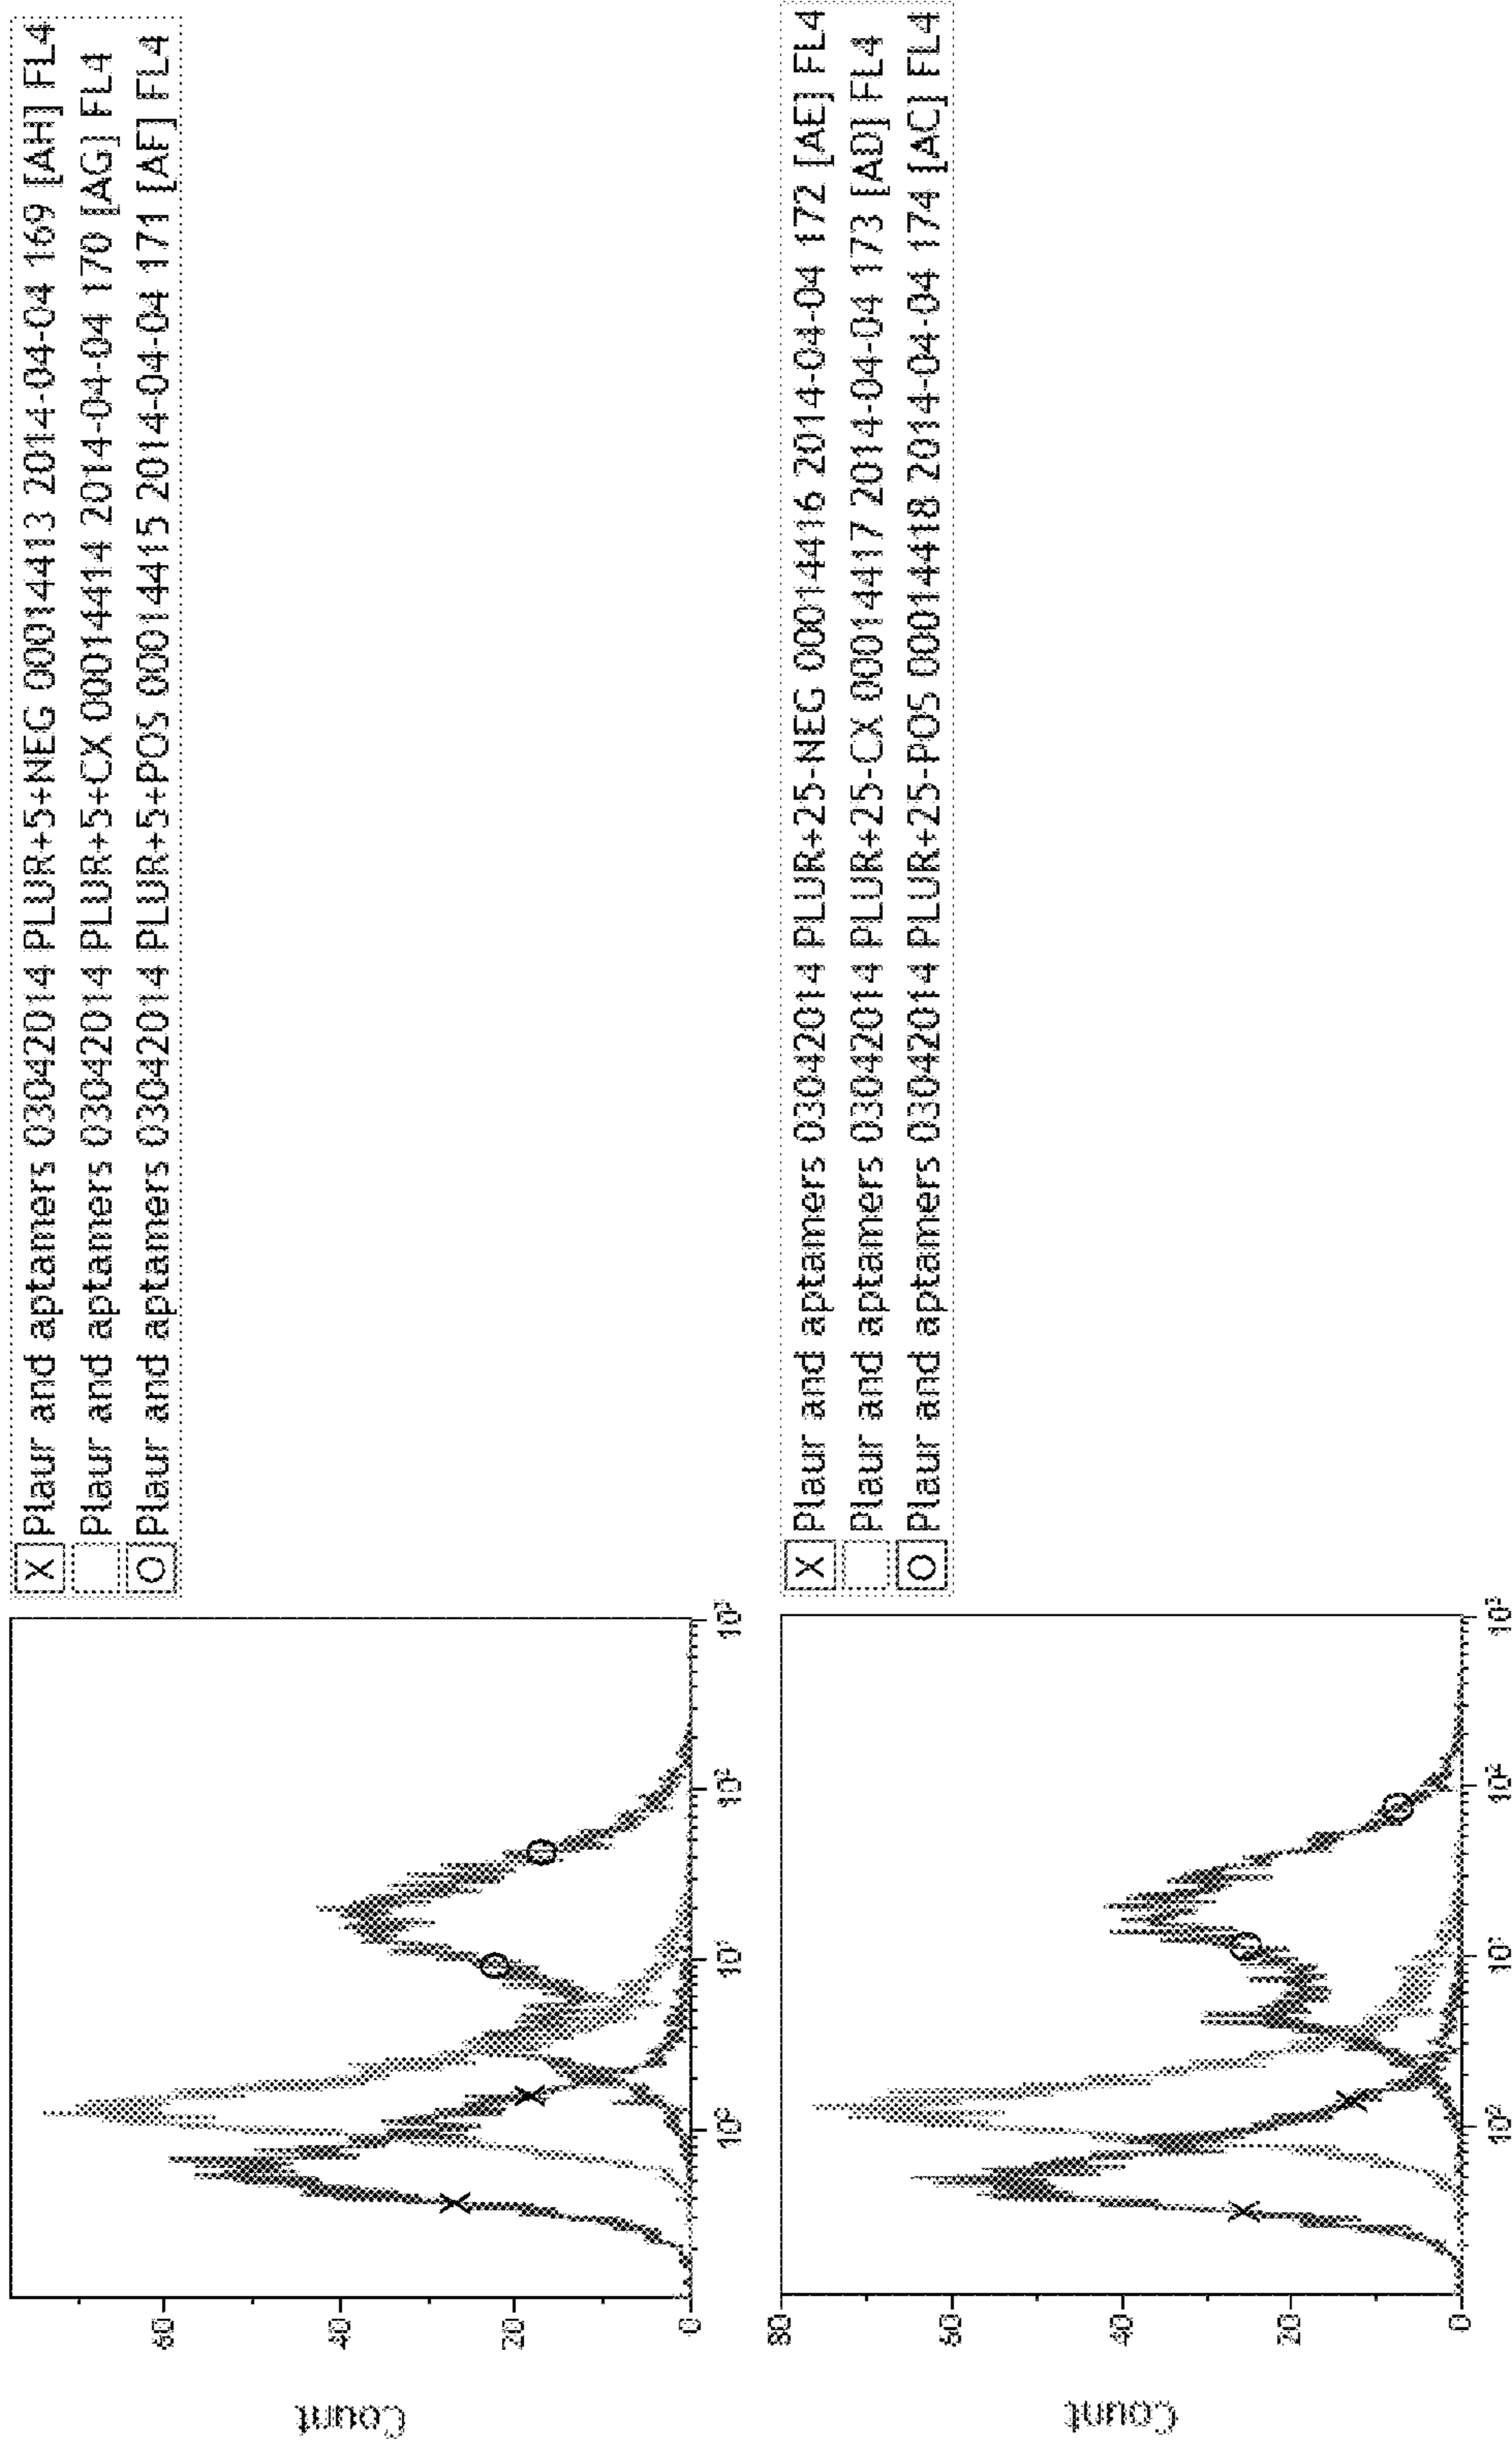 X Plaur and aptamers 03042014 PLUR+5+NEG 00014413 2014-04-04 169 [AH] FL4
Plaur and aptamers 03042014 PLUR+5+CX 00014414 2014-04-04 170 [AG] FL4
O Plaur and aptamers 03042014 PLUR+5+POS 00014415 2014-04-04 171 [AF] FL4
Count
60
40
20
0
10⁰
10¹
10²
10³
X Plaur and aptamers 03042014 PLUR+25-NEG 00014416 2014-04-04 172 [AE] FL4
Plaur and aptamers 03042014 PLUR+25-CX 00014417 2014-04-04 173 [AD] FL4
O Plaur and aptamers 03042014 PLUR+25-POS 00014418 2014-04-04 174 [AC] FL4
Count
80
60
40
20
0
10²